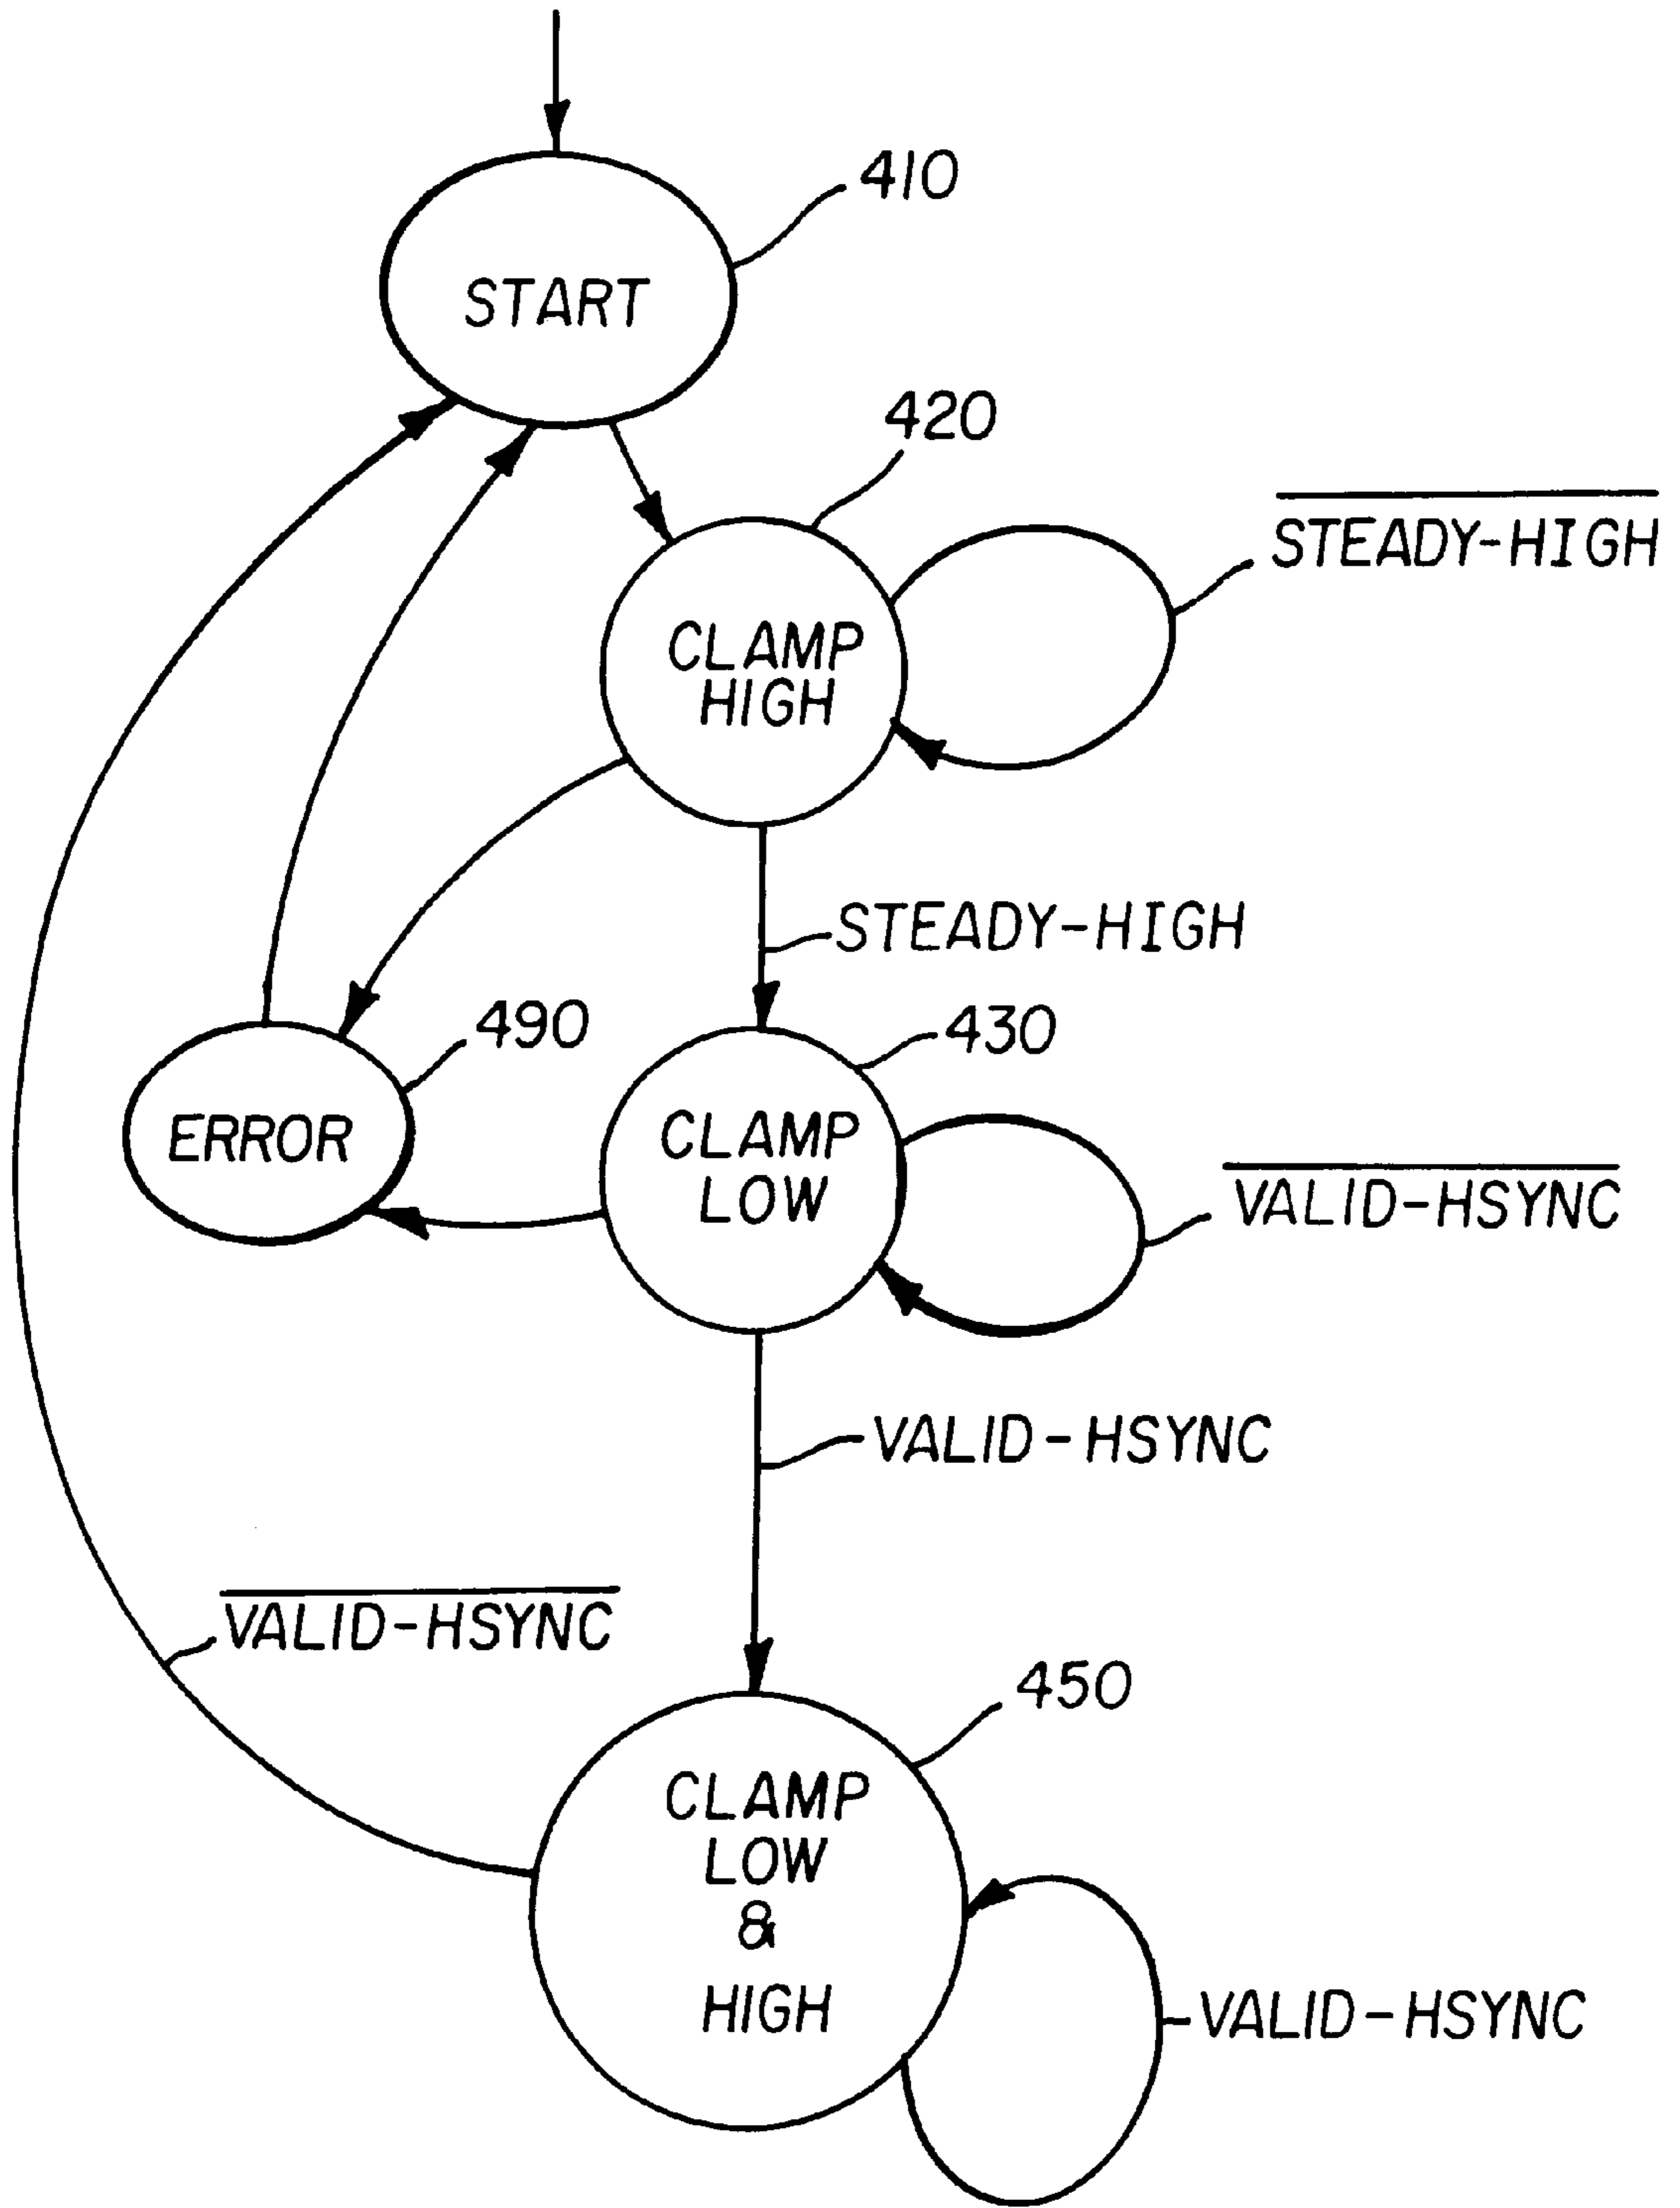 410
START
420
STEADY-HIGH
CLAMP
HIGH
STEADY-HIGH
490
430
ERROR
CLAMP
LOW
VALID-HSYNC
VALID-HSYNC
VALID-HSYNC
450
CLAMP
LOW
&
HIGH
VALID-HSYNC